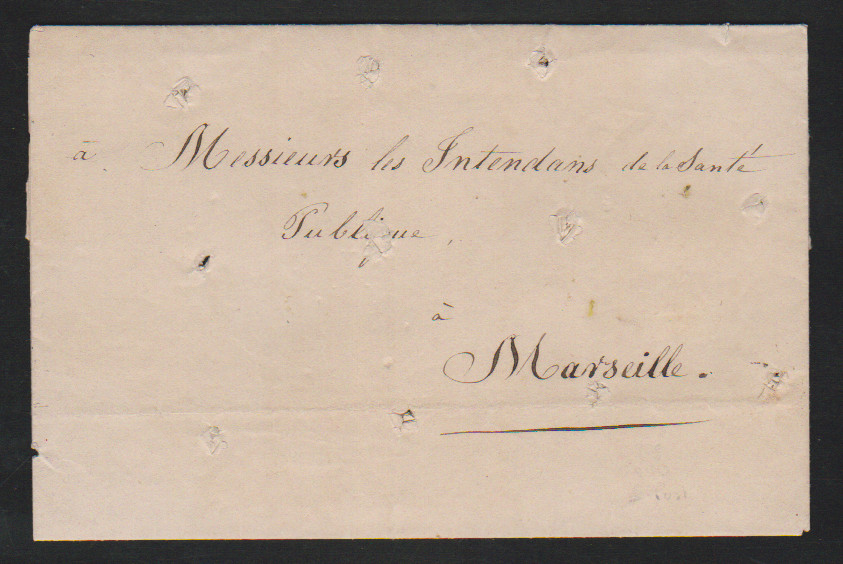 à Messieurs les Intendans de la Santé
Publique,
à
Marseille.